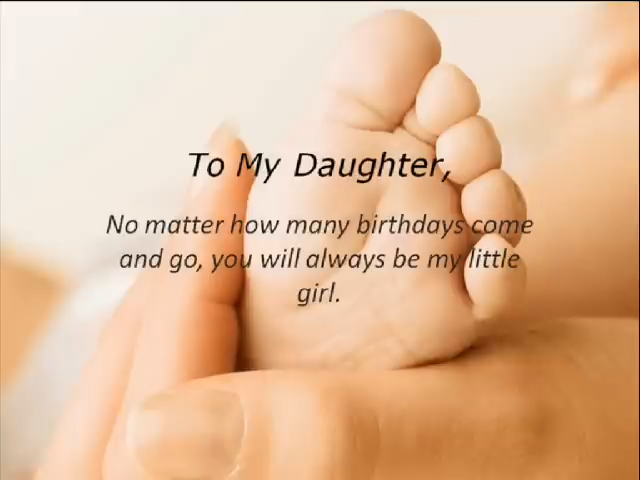 To My Daughter,
No matter how many birthdays come
and go, you will always be my little
girl.